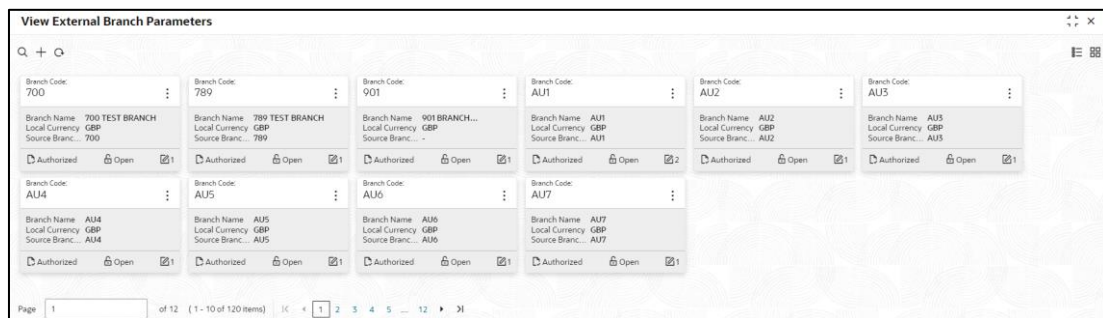 View External Branch Parameters
Branch Code: Branch Code: Branch Code: Branch Code: Branch Code: Branch Code:
700 789 901 AU1 AU2 AU3
Branch Name 700 TEST BRANCH Branch Name 789 TEST BRANCH Branch Name 901 BRANCH... Branch Name AU1 Branch Name AU2 Branch Name AU3
Local Currency GBP Local Currency GBP Local Currency GBP Local Currency GBP Local Currency GBP Local Currency GBP
Source Branc... 700 Source Branc... 789 Source Branc... - Source Branc... AU1 Source Branc... AU2 Source Branc... AU3
Authorized Open 1 Authorized Open 1 Authorized Open 1 Authorized Open 2 Authorized Open 1 Authorized Open 1
Branch Code: Branch Code: Branch Code: Branch Code:
AU4 AU5 AU6 AU7
Branch Name AU4 Branch Name AU5 Branch Name AU6 Branch Name AU7
Local Currency GBP Local Currency GBP Local Currency GBP Local Currency GBP
Source Branc... AU4 Source Branc... AU5 Source Branc... AU6 Source Branc... AU7
Authorized Open 1 Authorized Open 1 Authorized Open 1 Authorized Open 1
Page 1 of 12 (1 - 10 of 120 items) 1 2 3 4 5 ... 12